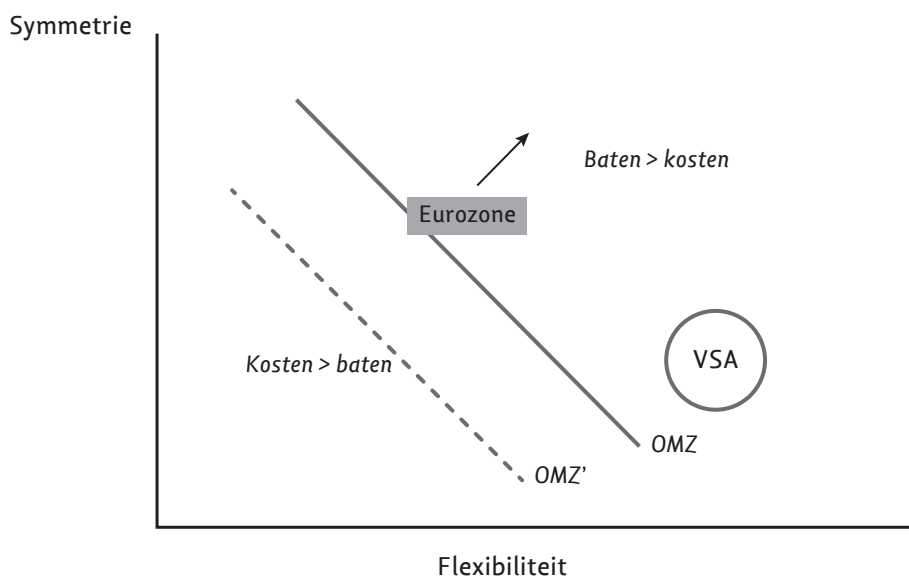 Symmetrie
Baten > kosten
Eurozone
Kosten > baten
VSA
OMZ
OMZ’
Flexibiliteit